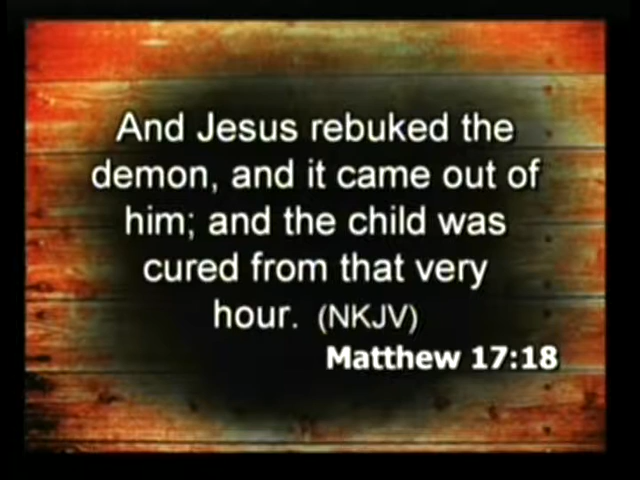 And Jesus rebuked the
demon, and it came out of
him; and the child was
cured from that very
hour. (NKJV)
Matthew 17:18